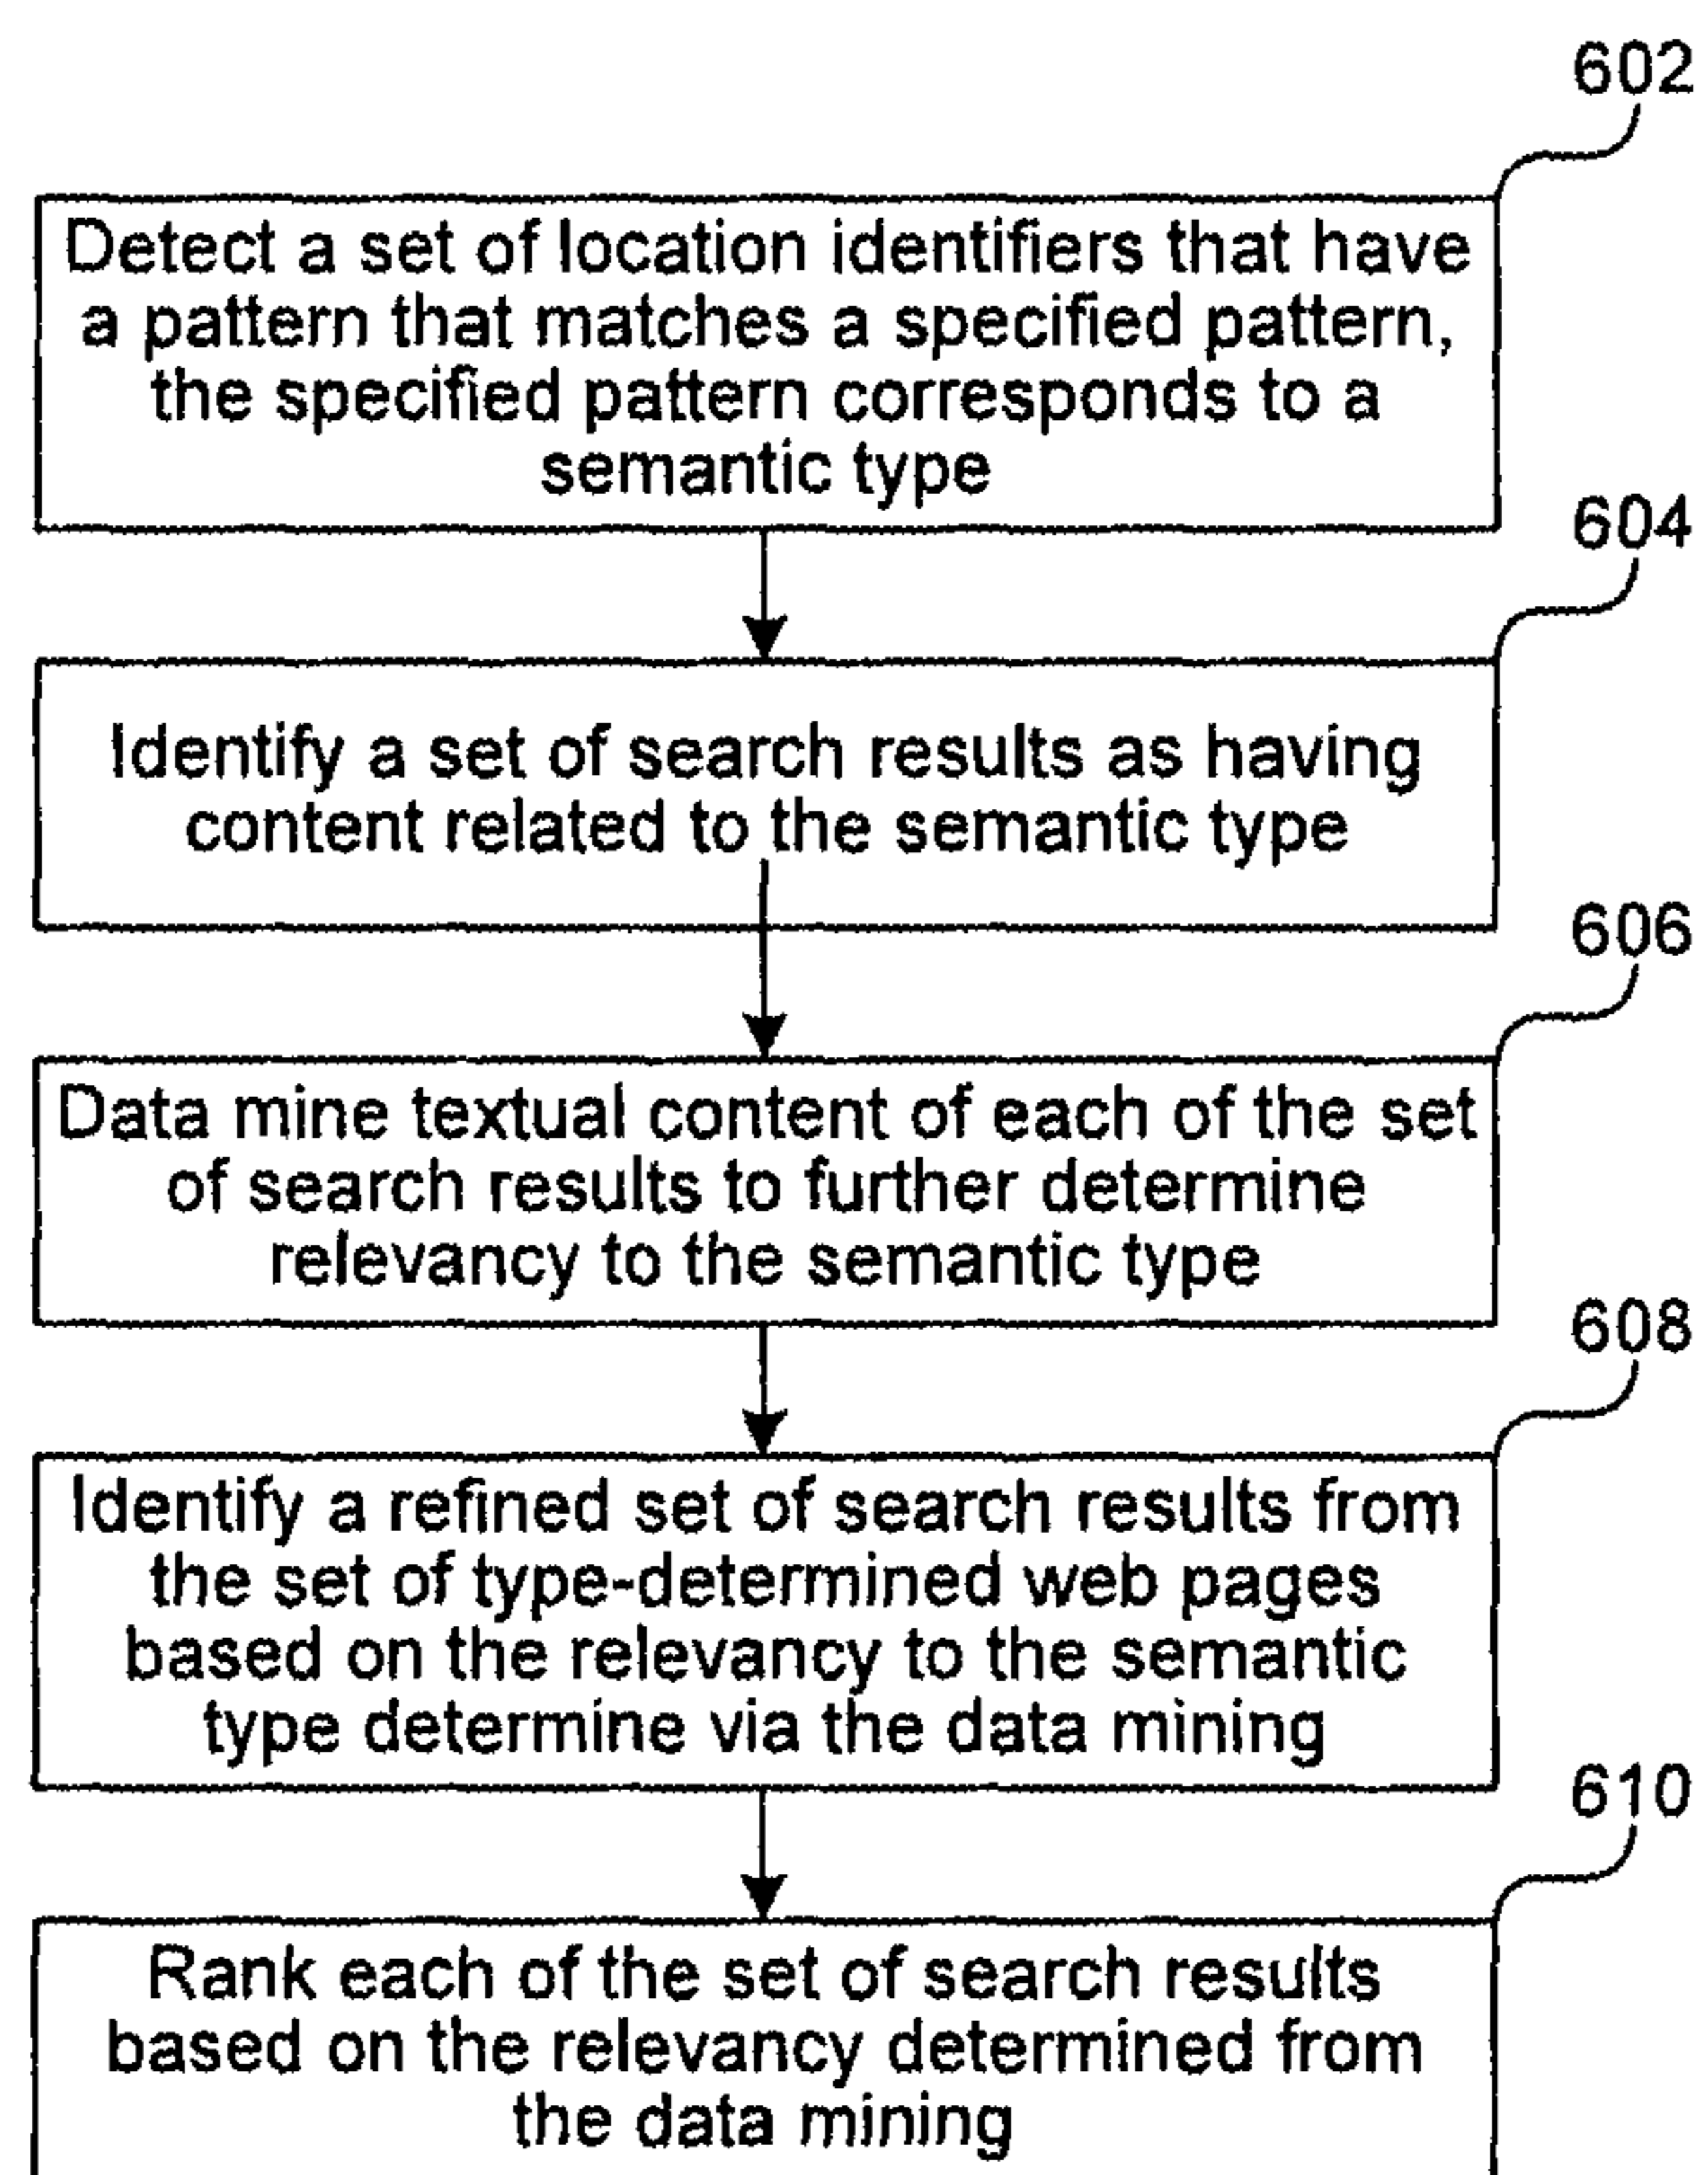 602
Detect a set of location identifiers that have
a pattern that matches a specified pattern,
the specified pattern corresponds to a
semantic type
604
Identify a set of search results as having
content related to the semantic type
606
Data mine textual content of each of the set
of search results to further determine
relevancy to the semantic type
608
Identify a refined set of search results from
the set of type-determined web pages
based on the relevancy to the semantic
type determine via the data mining
610
Rank each of the set of search results
based on the relevancy determined from
the data mining